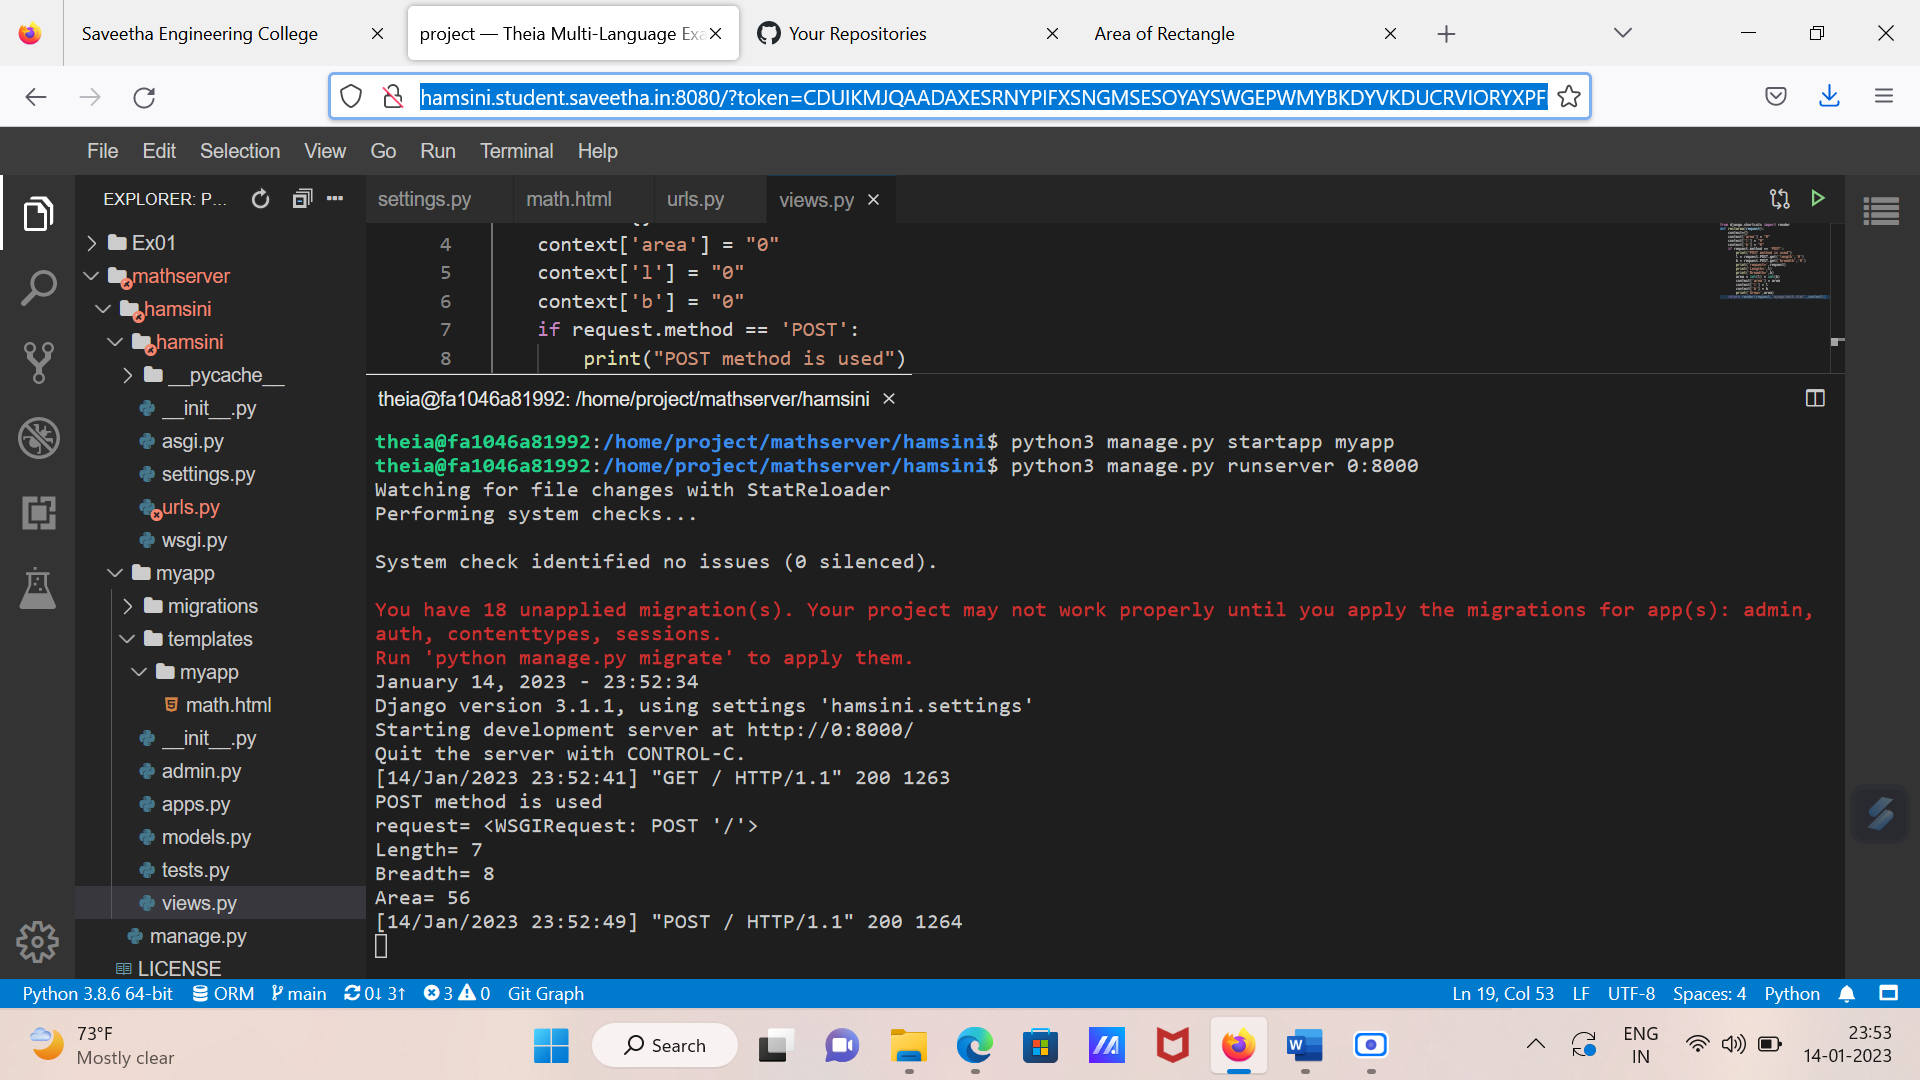 Saveetha Engineering College
project — Theia Multi-Language Exa
Your Repositories
Area of Rectangle
hamsini.student.saveetha.in:8080/?token=CDUIKMJQAADAXESRNYPIFXSNGMSESOYAYSWGEPWMYBKDYVKDUCRVIORYXPF
File Edit Selection View Go Run Terminal Help
EXPLORER: P...
settings.py math.html urls.py views.py
Ex01
mathserver
hamsini
hamsini
__pycache__
__init__.py
asgi.py
settings.py
urls.py
wsgi.py
myapp
migrations
templates
myapp
math.html
__init__.py
admin.py
apps.py
models.py
tests.py
views.py
manage.py
LICENSE
4 context['area'] = "0"
5 context['l'] = "0"
6 context['b'] = "0"
7 if request.method == 'POST':
8 print("POST method is used")
theia@fa1046a81992: /home/project/mathserver/hamsini
theia@fa1046a81992:/home/project/mathserver/hamsini$ python3 manage.py startapp myapp
theia@fa1046a81992:/home/project/mathserver/hamsini$ python3 manage.py runserver 0:8000
Watching for file changes with StatReloader
Performing system checks...
System check identified no issues (0 silenced).
You have 18 unapplied migration(s). Your project may not work properly until you apply the migrations for app(s): admin,
auth, contenttypes, sessions.
Run 'python manage.py migrate' to apply them.
January 14, 2023 - 23:52:34
Django version 3.1.1, using settings 'hamsini.settings'
Starting development server at http://0:8000/
Quit the server with CONTROL-C.
[14/Jan/2023 23:52:41] "GET / HTTP/1.1" 200 1263
POST method is used
request= <WSGIRequest: POST '/'>
Length= 7
Breadth= 8
Area= 56
[14/Jan/2023 23:52:49] "POST / HTTP/1.1" 200 1264
Python 3.8.6 64-bit ORM main 0↓ 3↑ 3 0 Git Graph
Ln 19, Col 53 LF UTF-8 Spaces: 4 Python
73°F
Mostly clear
Search
ENG
IN
23:53
14-01-2023